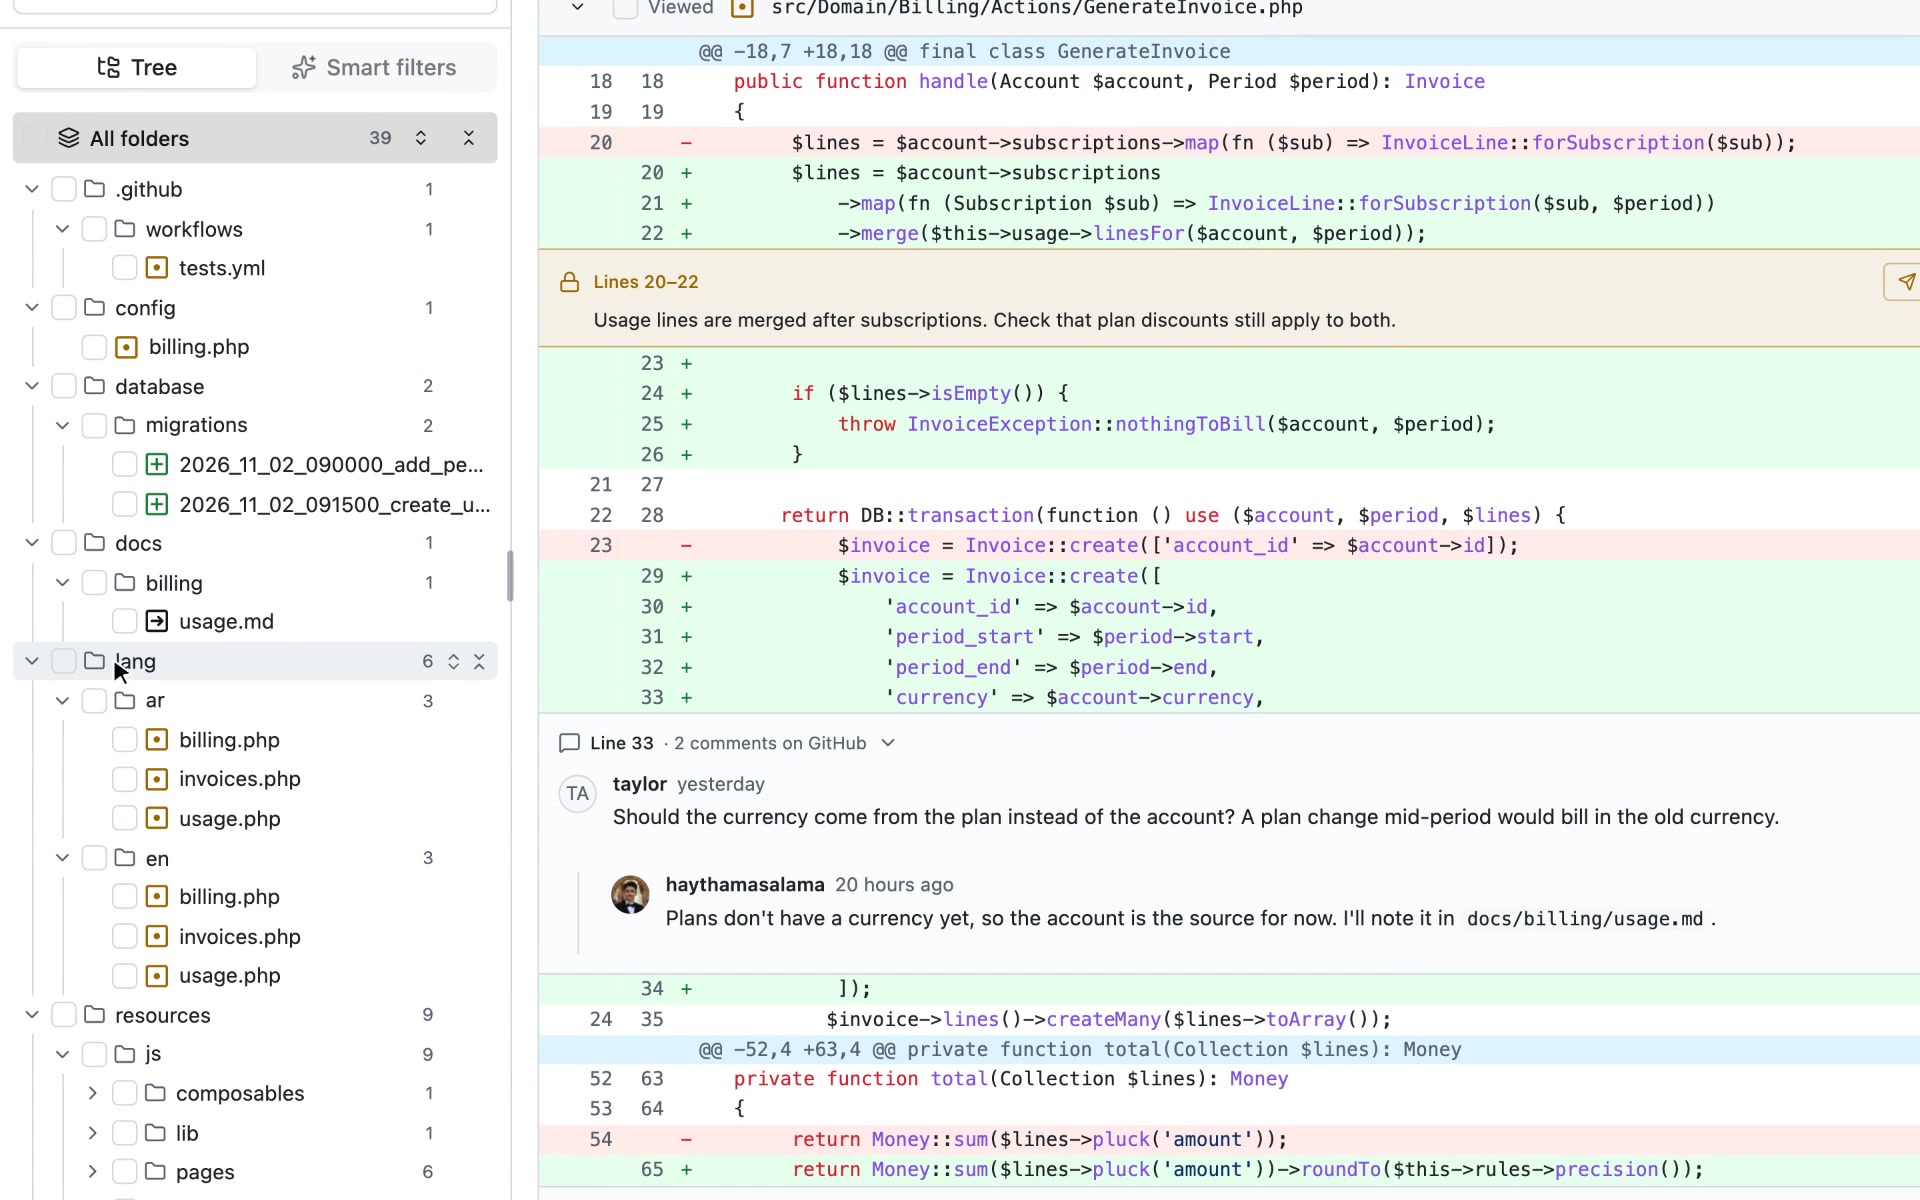 Tree
Smart filters
All folders 39
.github 1
workflows 1
tests.yml
config 1
billing.php
database 2
migrations 2
2026_11_02_090000_add_pe...
2026_11_02_091500_create_u...
docs 1
billing 1
usage.md
lang 6
ar 3
billing.php
invoices.php
usage.php
en 3
billing.php
invoices.php
usage.php
resources 9
js 9
composables 1
lib 1
pages 6
Viewed src/Domain/Billing/Actions/GenerateInvoice.php
@@ -18,7 +18,18 @@ final class GenerateInvoice
18 18 public function handle(Account $account, Period $period): Invoice
19 19 {
20 - $lines = $account->subscriptions->map(fn ($sub) => InvoiceLine::forSubscription($sub));
20 + $lines = $account->subscriptions
21 + ->map(fn (Subscription $sub) => InvoiceLine::forSubscription($sub, $period))
22 + ->merge($this->usage->linesFor($account, $period));
Lines 20–22
Usage lines are merged after subscriptions. Check that plan discounts still apply to both.
23 +
24 + if ($lines->isEmpty()) {
25 + throw InvoiceException::nothingToBill($account, $period);
26 + }
21 27
22 28 return DB::transaction(function () use ($account, $period, $lines) {
23 - $invoice = Invoice::create(['account_id' => $account->id]);
29 + $invoice = Invoice::create([
30 + 'account_id' => $account->id,
31 + 'period_start' => $period->start,
32 + 'period_end' => $period->end,
33 + 'currency' => $account->currency,
Line 33 · 2 comments on GitHub
TA taylor yesterday
Should the currency come from the plan instead of the account? A plan change mid-period would bill in the old currency.
haythamasalama 20 hours ago
Plans don't have a currency yet, so the account is the source for now. I'll note it in docs/billing/usage.md .
34 + ]);
24 35 $invoice->lines()->createMany($lines->toArray());
@@ -52,4 +63,4 @@ private function total(Collection $lines): Money
52 63 private function total(Collection $lines): Money
53 64 {
54 - return Money::sum($lines->pluck('amount'));
65 + return Money::sum($lines->pluck('amount'))->roundTo($this->rules->precision());